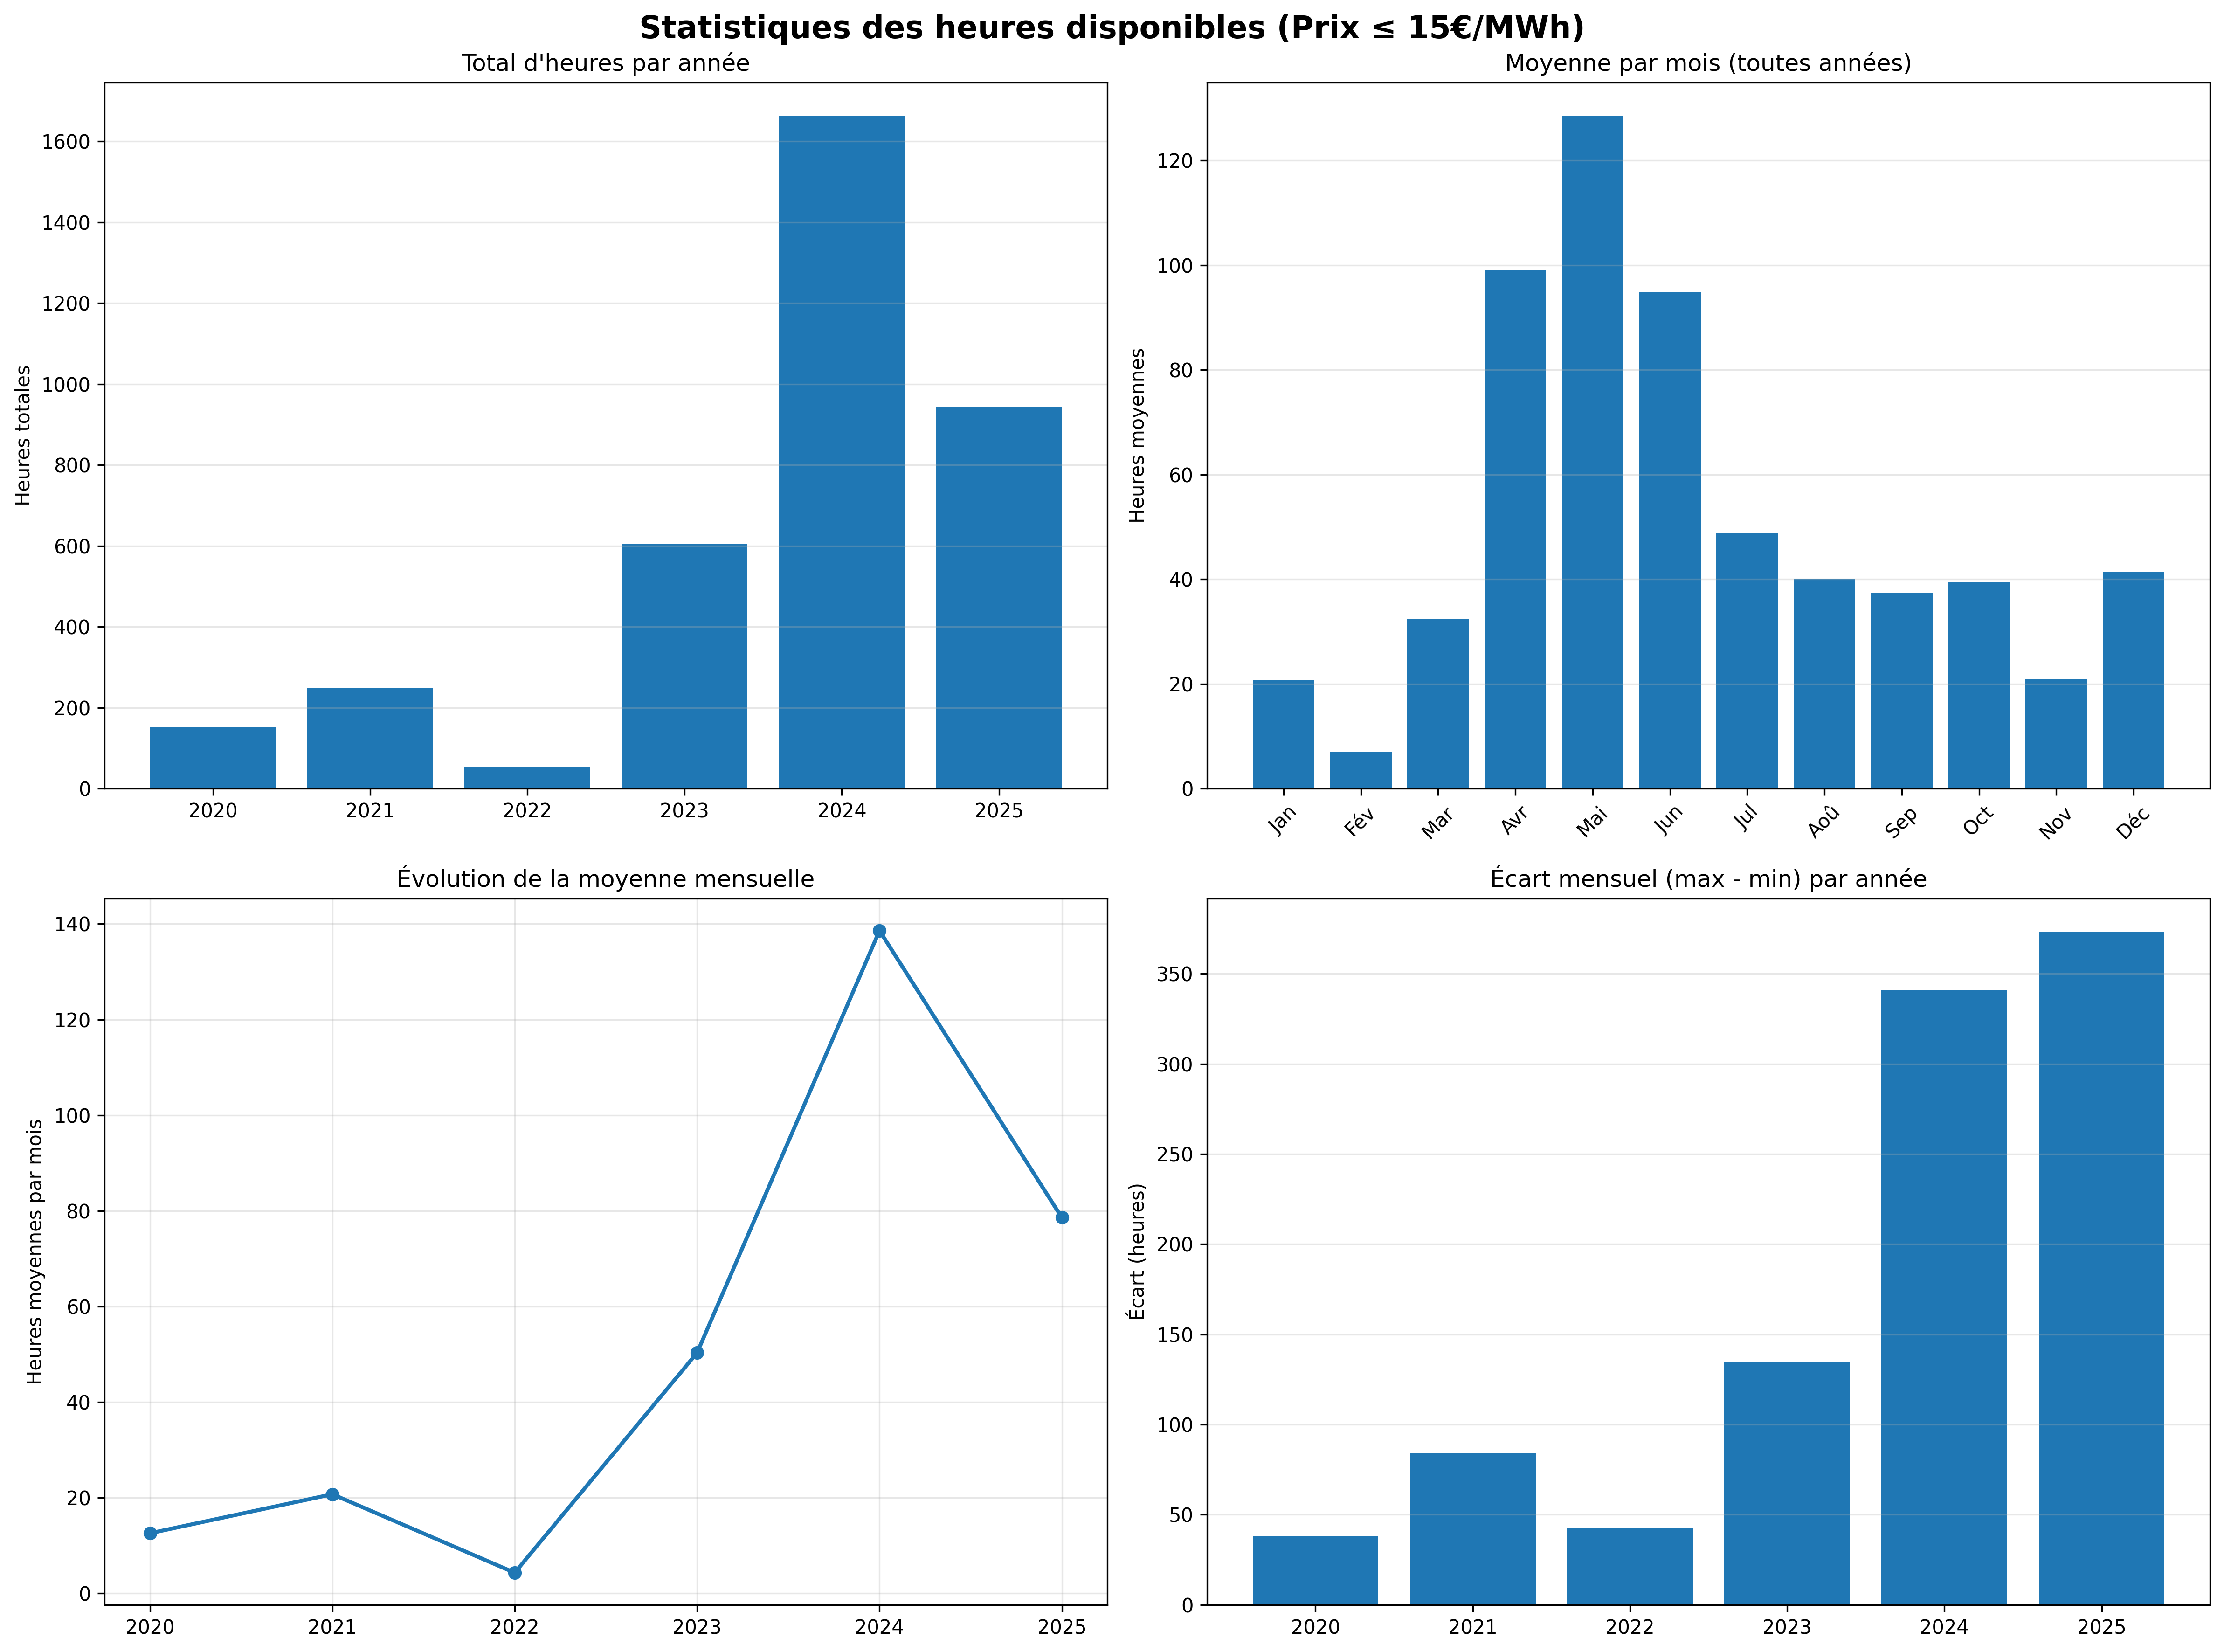 Statistiques des heures disponibles (Prix ≤ 15€/MWh)
Total d'heures par année
Heures totales
1600
1400
1200
1000
800
600
400
200
0
2020 2021 2022 2023 2024 2025
Moyenne par mois (toutes années)
Heures moyennes
120
100
80
60
40
20
0
Jan Fév Mar Avr Mai Jun Jul Aoû Sep Oct Nov Déc
Évolution de la moyenne mensuelle
Heures moyennes par mois
140
120
100
80
60
40
20
0
2020 2021 2022 2023 2024 2025
Écart mensuel (max - min) par année
Écart (heures)
350
300
250
200
150
100
50
0
2020 2021 2022 2023 2024 2025